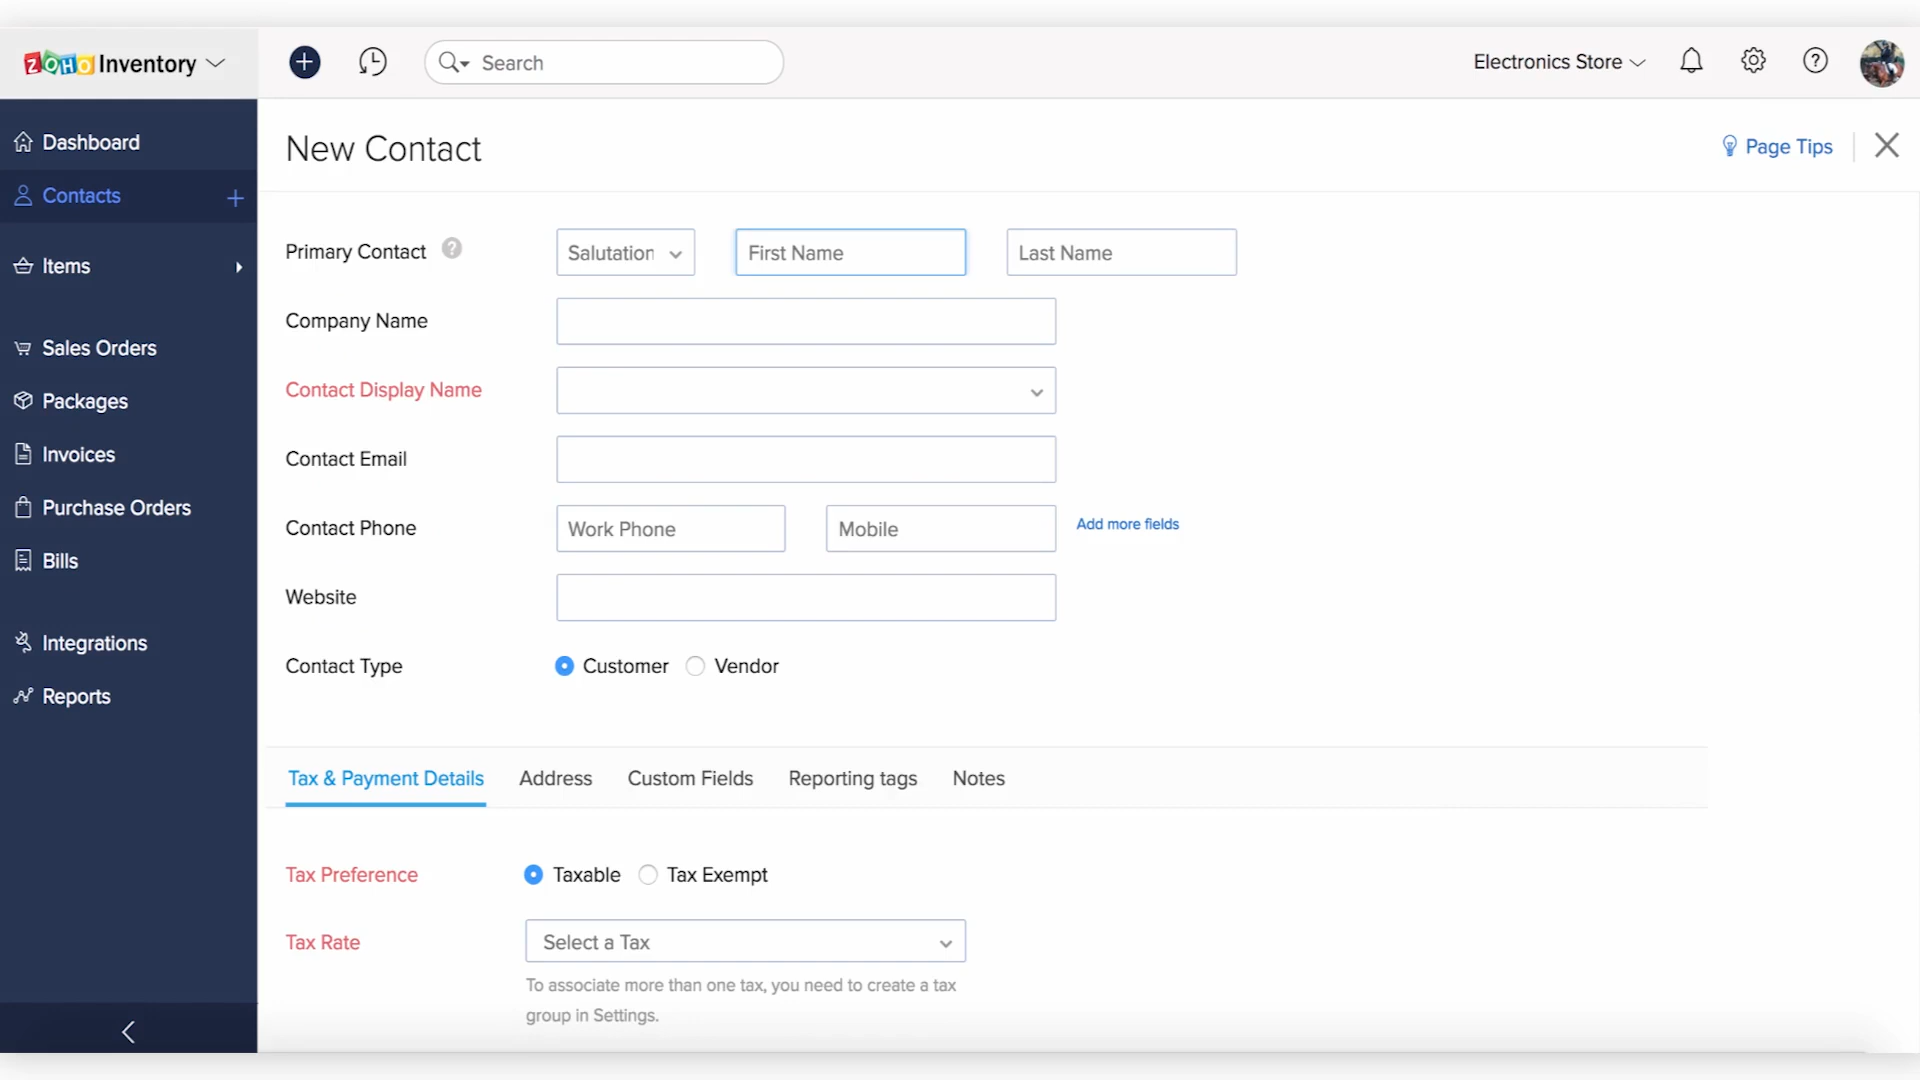 ZOHO Inventory
Search
Electronics Store
Dashboard
Contacts
Items
Sales Orders
Packages
Invoices
Purchase Orders
Bills
Integrations
Reports
New Contact
Page Tips
Primary Contact
Salutation
First Name
Last Name
Company Name
Contact Display Name
Contact Email
Contact Phone
Work Phone
Mobile
Add more fields
Website
Contact Type
Customer
Vendor
Tax & Payment Details
Address
Custom Fields
Reporting tags
Notes
Tax Preference
Taxable
Tax Exempt
Tax Rate
Select a Tax
To associate more than one tax, you need to create a tax
group in Settings.